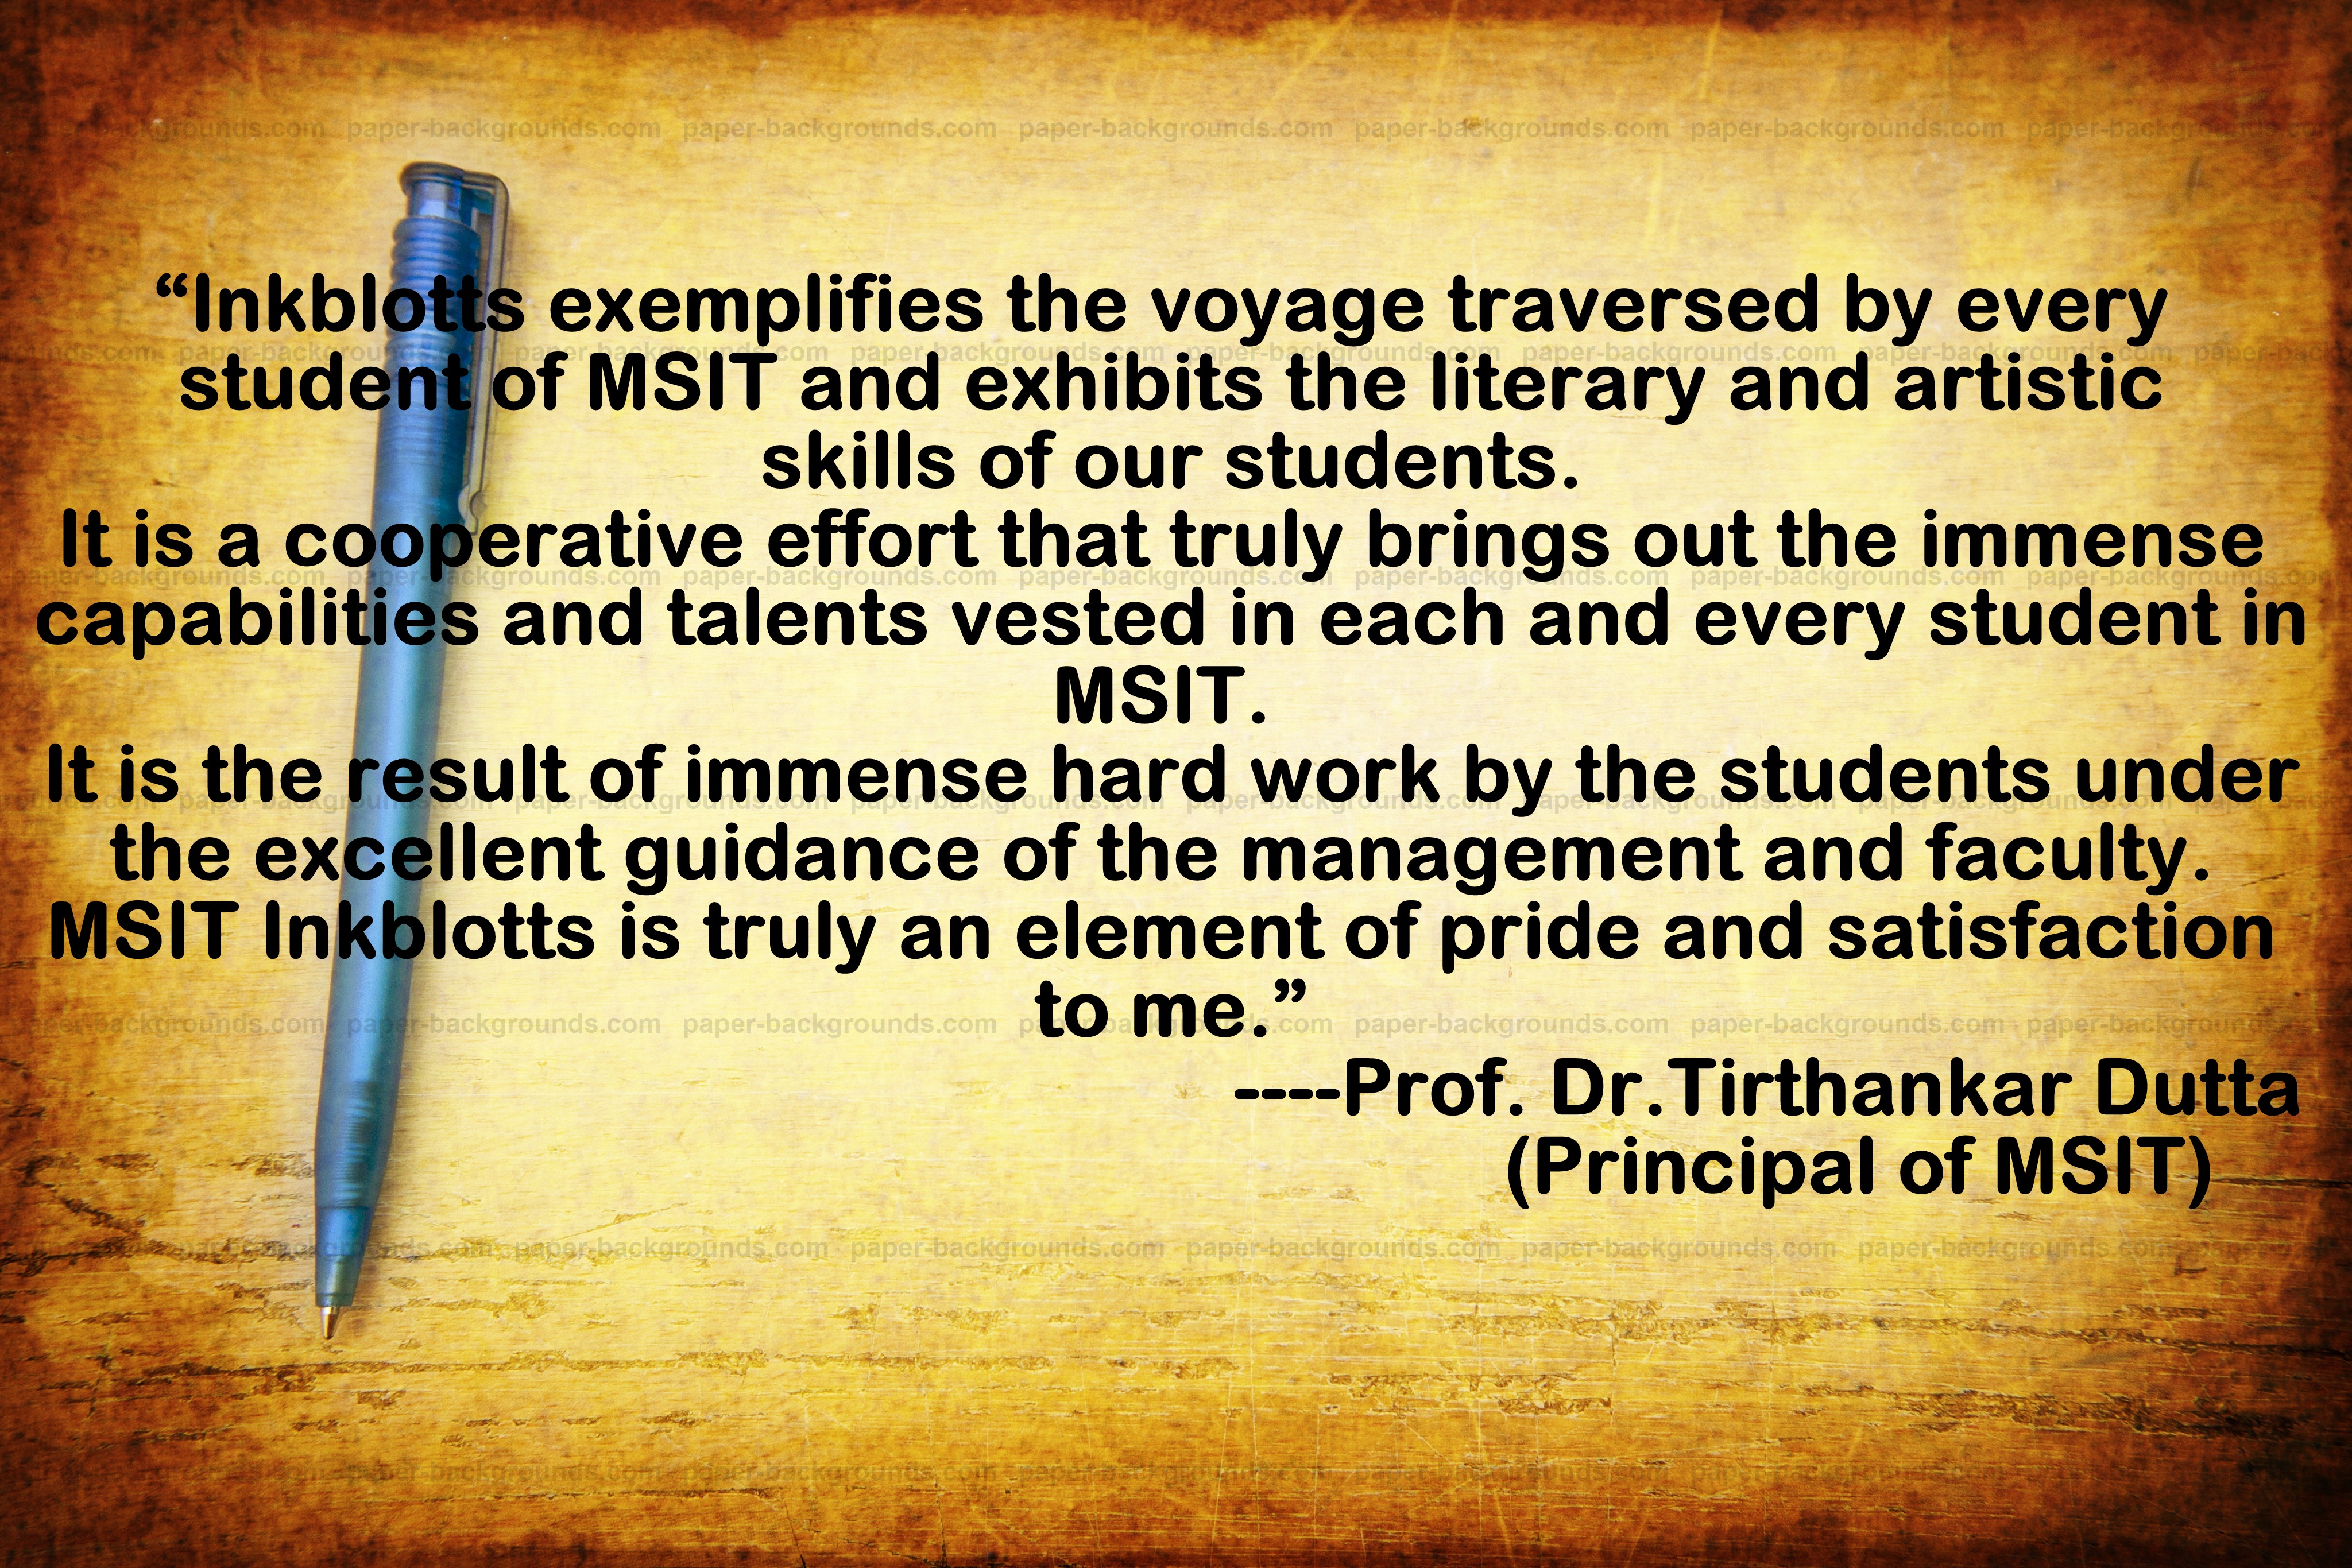 “Inkblotts exemplifies the voyage traversed by every
student of MSIT and exhibits the literary and artistic
skills of our students.
It is a cooperative effort that truly brings out the immense
capabilities and talents vested in each and every student in
MSIT.
It is the result of immense hard work by the students under
the excellent guidance of the management and faculty.
MSIT Inkblotts is truly an element of pride and satisfaction
to me.”
----Prof. Dr.Tirthankar Dutta
(Principal of MSIT)
paper-backgrounds.com